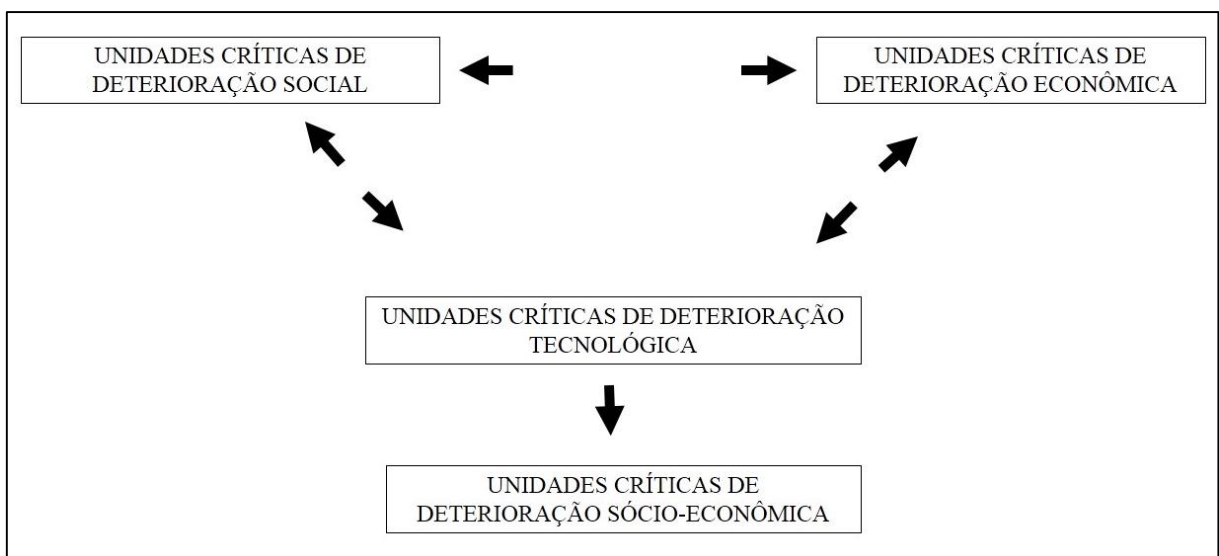 UNIDADES CRÍTICAS DE
DETERIORAÇÃO SOCIAL
UNIDADES CRÍTICAS DE
DETERIORAÇÃO ECONÔMICA
UNIDADES CRÍTICAS DE DETERIORAÇÃO
TECNOLÓGICA
UNIDADES CRÍTICAS DE
DETERIORAÇÃO SÓCIO-ECONÔMICA